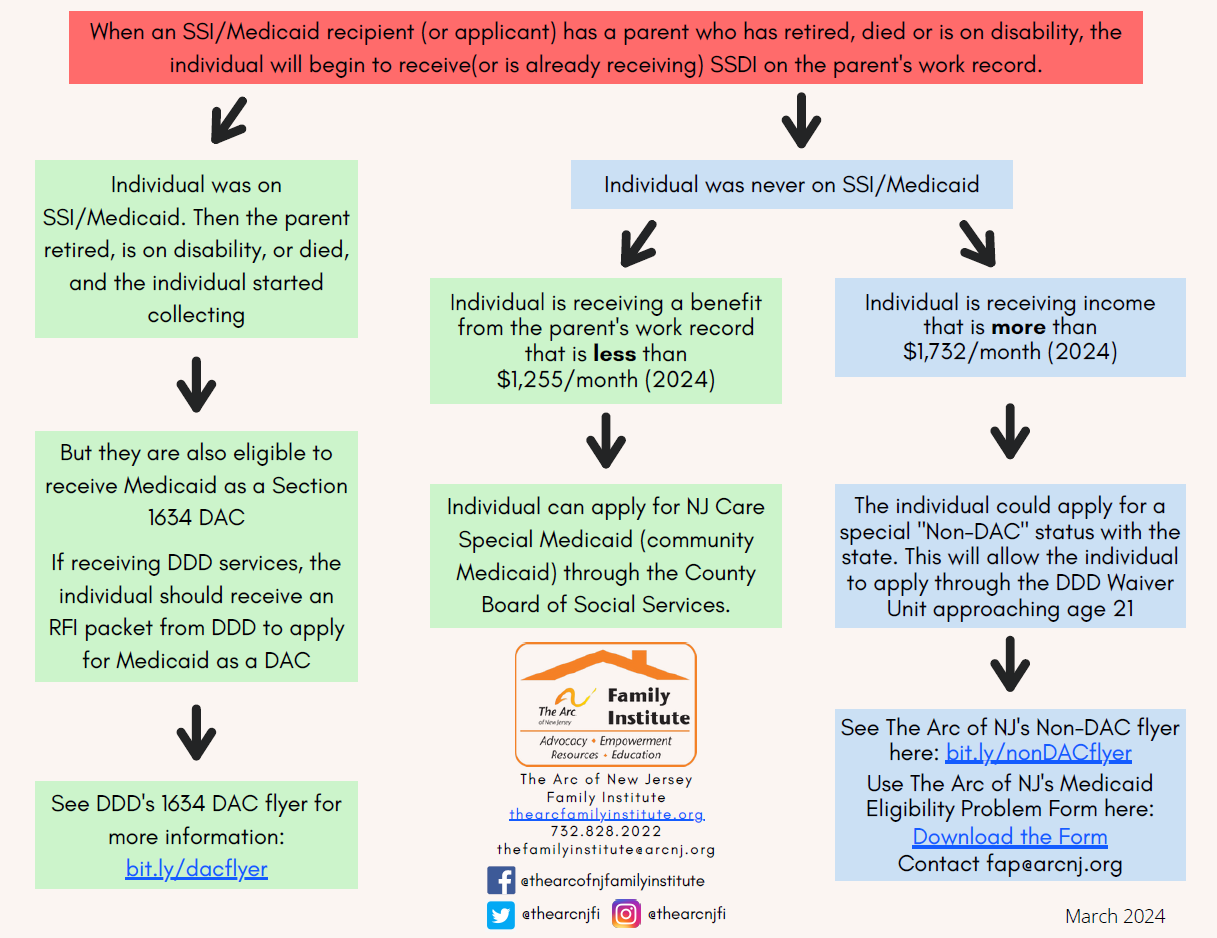 When an SSI/Medicaid recipient (or applicant) has a parent who has retired, died or is on disability, the
individual will begin to receive(or is already receiving) SSDI on the parent's work record.
Individual was on
SSI/Medicaid. Then the parent
retired, is on disability, or died,
and the individual started
collecting
But they are also eligible to
receive Medicaid as a Section
1634 DAC
If receiving DDD services, the
individual should receive an
RFI packet from DDD to apply
for Medicaid as a DAC
See DDD's 1634 DAC flyer for
more information:
bit.ly/dacflyer
Individual was never on SSI/Medicaid
Individual is receiving a benefit
from the parent's work record
that is less than
$1,255/month (2024)
Individual can apply for NJ Care
Special Medicaid (community
Medicaid) through the County
Board of Social Services.
Individual is receiving income
that is more than
$1,732/month (2024)
The individual could apply for a
special "Non-DAC" status with the
state. This will allow the individual
to apply through the DDD Waiver
Unit approaching age 21
See The Arc of NJ's Non-DAC flyer
here: bit.ly/nonDACflyer
Use The Arc of NJ's Medicaid
Eligibility Problem Form here:
Download the Form
Contact fap@arcnj.org
The Arc
of New Jersey
Family
Institute
Advocacy • Empowerment
Resources • Education
The Arc of New Jersey
Family Institute
thearcfamilyinstitute.org
732.828.2022
thefamilyinstitute@arcnj.org
@thearcofnjfamilyinstitute
@thearcnjfi @thearcnjfi
March 2024